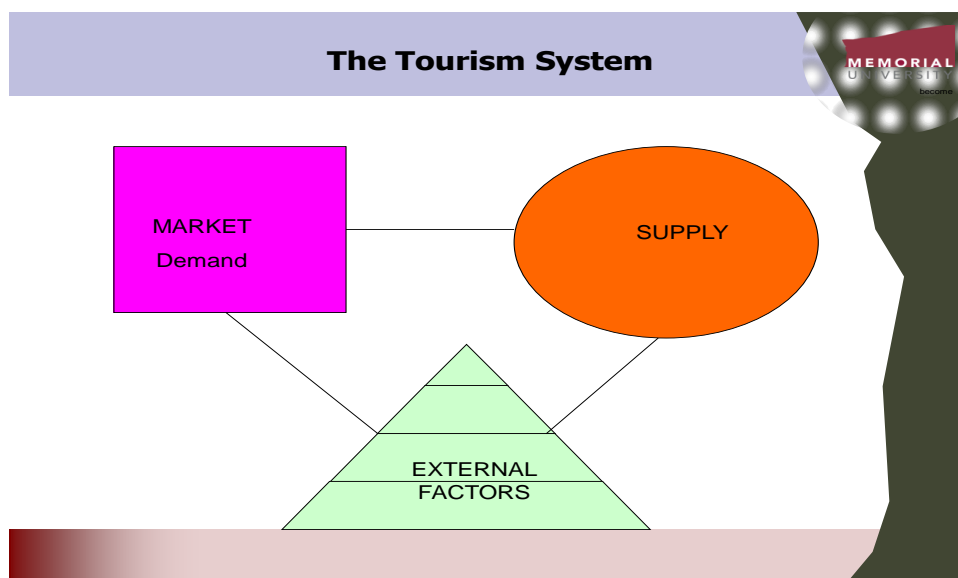 The Tourism System
MEMORIAL
UNIVERSITY
become
MARKET
Demand
SUPPLY
EXTERNAL
FACTORS